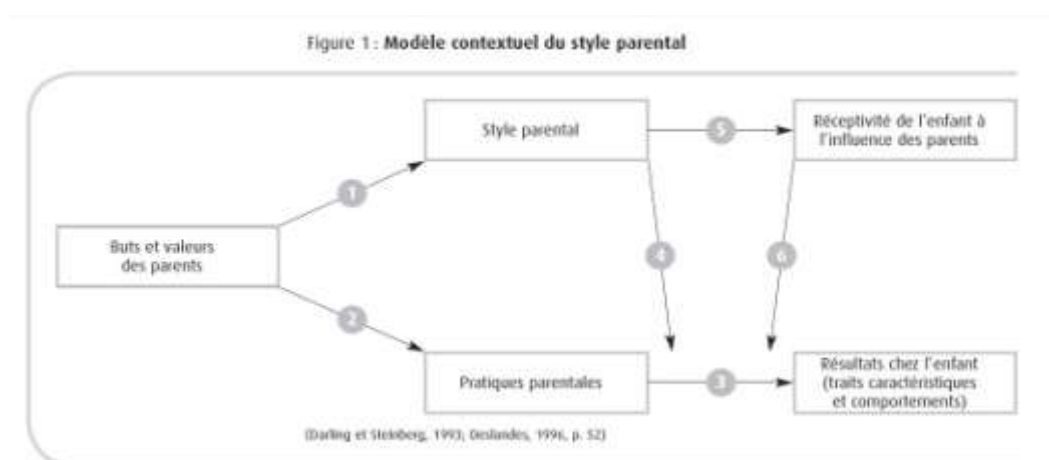 Figure 1: Modèle contextuel du style parental
Style parental
5
Réceptivité de l'enfant à
l'influence des parents
1
Buts et valeurs
des parents
4
6
2
Pratiques parentales
3
Résultats chez l'enfant
(traits caractéristiques
et comportements)
(Darling et Steinberg, 1993; Deslandes, 1996, p. 52)